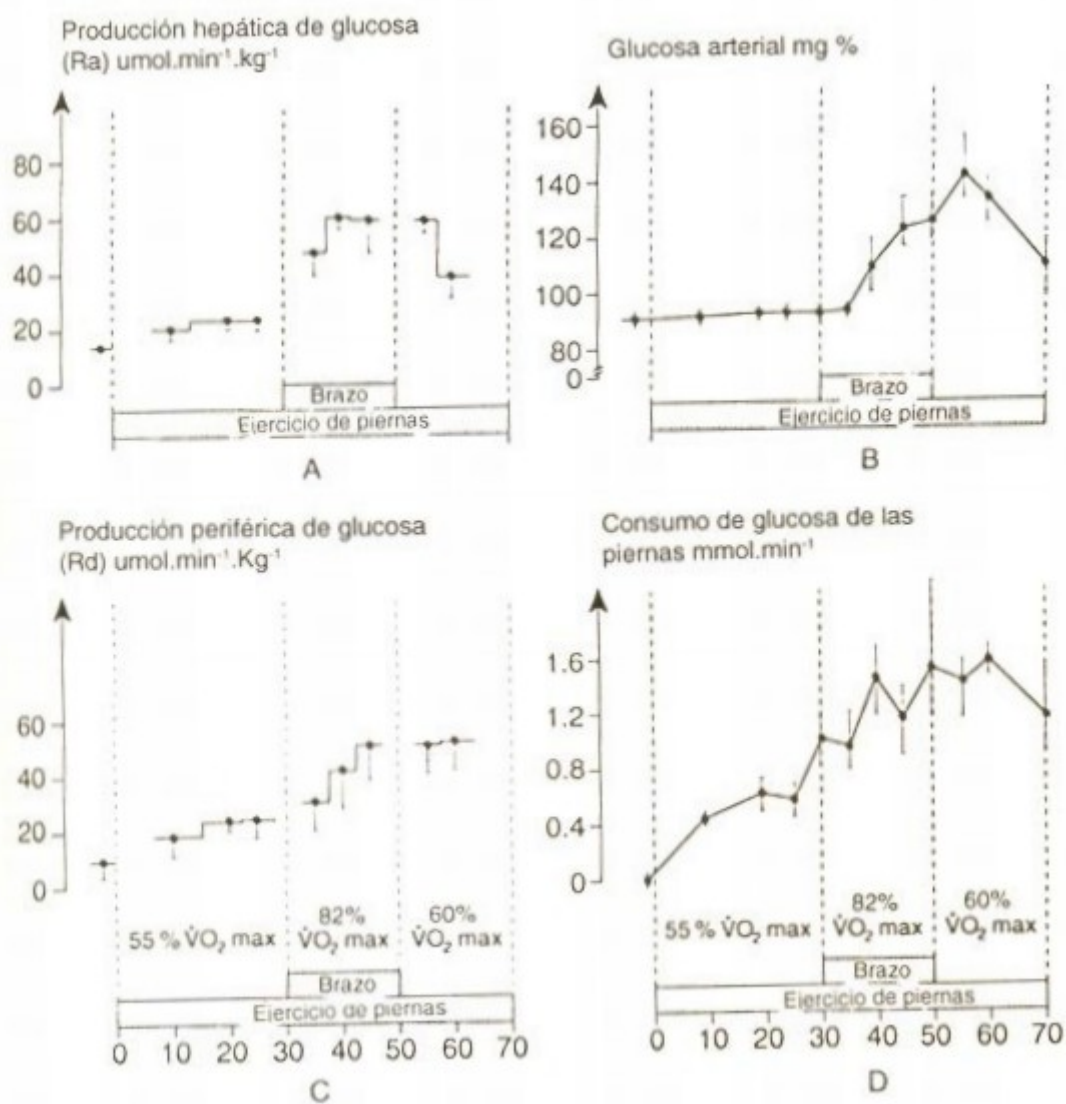 Producción hepática de glucosa
(Ra) umol.min⁻¹.kg⁻¹
80
60
40
20
0
Brazo
Ejercicio de piernas
A
Glucosa arterial mg %
160
140
120
100
80
0
Brazo
Ejercicio de piernas
B
Producción periférica de glucosa
(Rd) umol.min⁻¹.Kg⁻¹
60
40
20
0
55 % V̇O₂ max
82%
V̇O₂ max
60%
V̇O₂ max
Brazo
Ejercicio de piernas
0 10 20 30 40 50 60 70
C
Consumo de glucosa de las
piernas mmol.min⁻¹
1.6
1.2
0.8
0.4
0
55 % V̇O₂ max
82%
V̇O₂ max
60%
V̇O₂ max
Brazo
Ejercicio de piernas
0 10 20 30 40 50 60 70
D